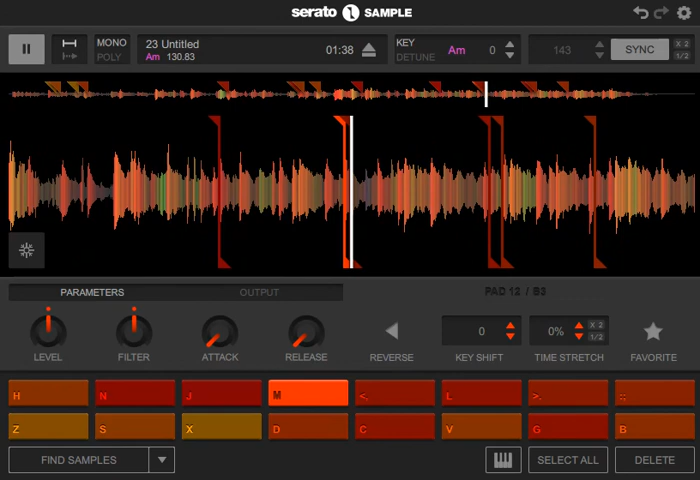 serato SAMPLE
MONO
POLY
23 Untitled
Am 130.83
01:38
KEY Am 0
DETUNE
143
SYNC
X 2
1/2
PARAMETERS
OUTPUT
PAD 12 / B3
LEVEL
FILTER
ATTACK
RELEASE
REVERSE
0
KEY SHIFT
0%
X 2
1/2
TIME STRETCH
FAVORITE
H N J M <, L >. :;
Z S X D C V G B
FIND SAMPLES
SELECT ALL
DELETE